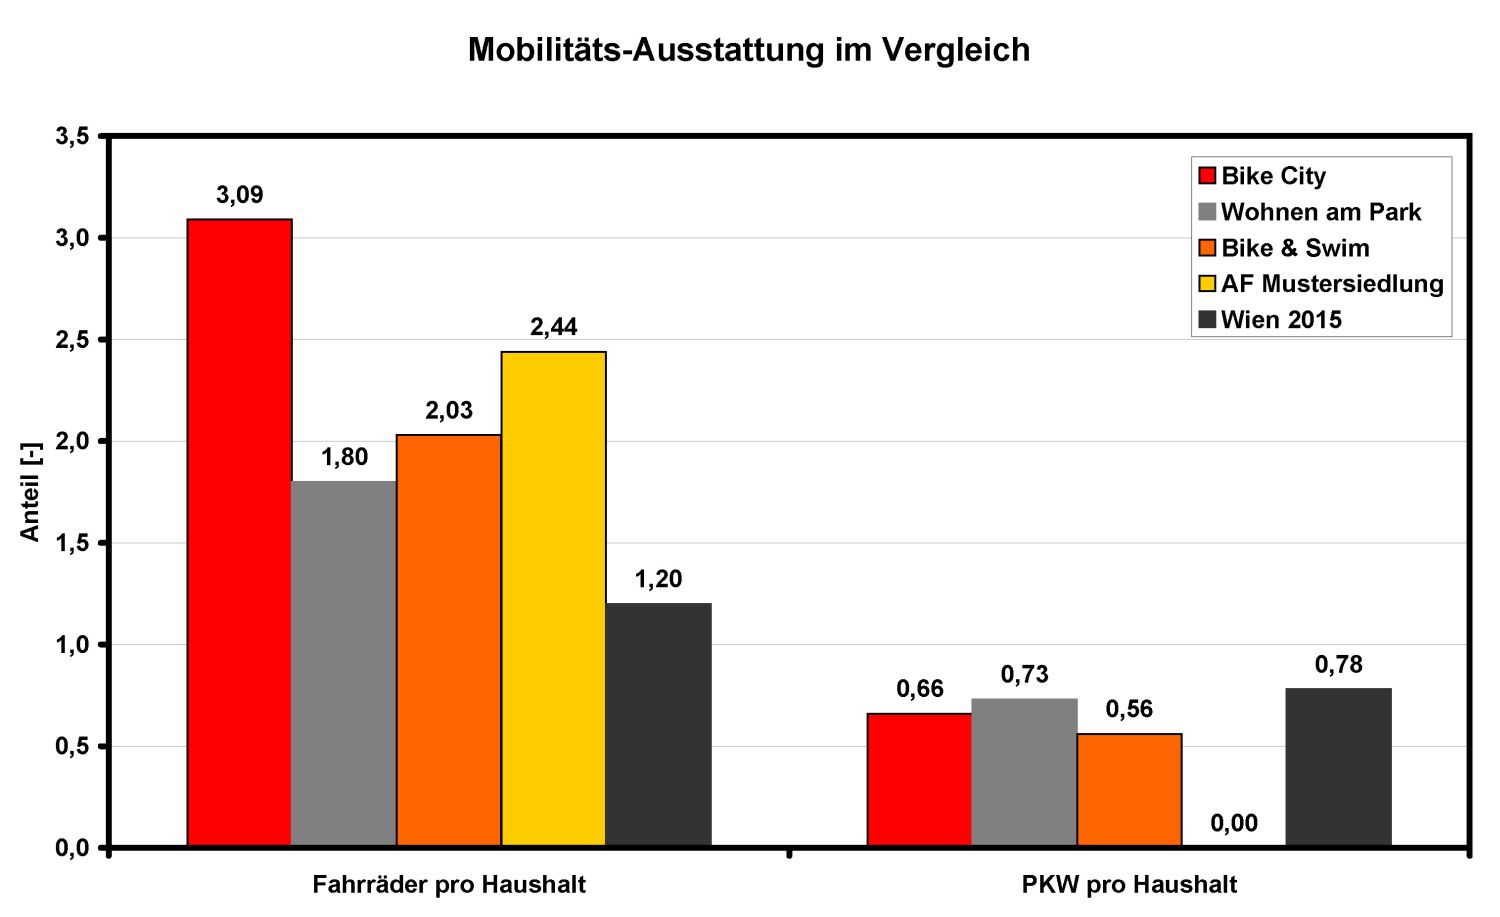 Mobilitäts-Ausstattung im Vergleich
3,5
3,0
2,5
2,0
1,5
1,0
0,5
0,0
Anteil [-]
3,09
1,80
2,03
2,44
1,20
0,66
0,73
0,56
0,00
0,78
Bike City
Wohnen am Park
Bike & Swim
AF Mustersiedlung
Wien 2015
Fahrräder pro Haushalt
PKW pro Haushalt